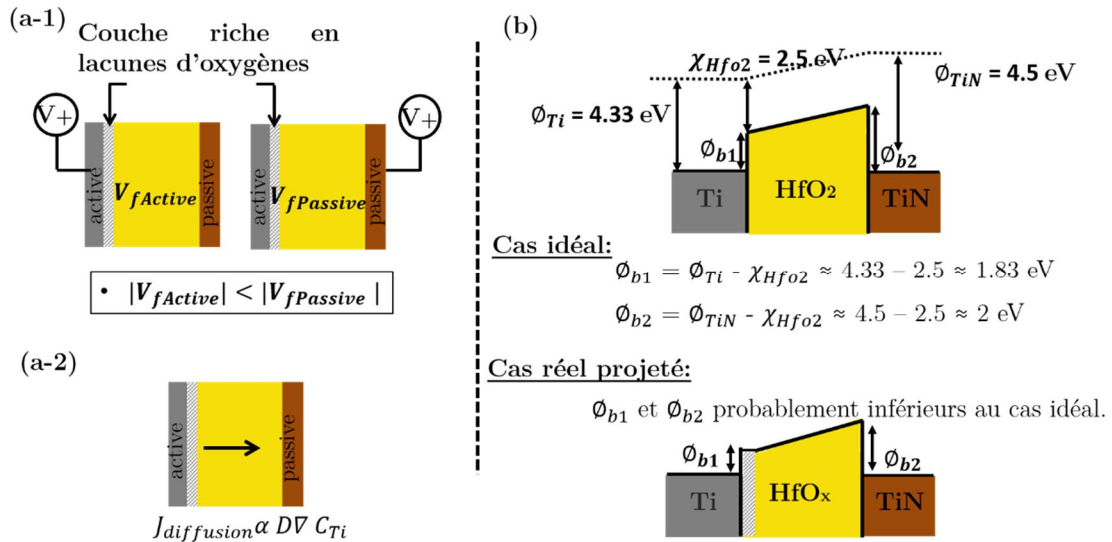 (a-1)
Couche riche en
lacunes d'oxygènes
V+
V+
active
V_fActive
passive
active
V_fPassive
passive
• |V_fActive| < |V_fPassive |
(a-2)
active
passive
J_diffusion α D∇ C_Ti
(b)
χ_Hfo2 = 2.5 eV
Ø_TiN = 4.5 eV
Ø_Ti = 4.33 eV
Ø_b1
Ø_b2
Ti
HfO₂
TiN
Cas idéal:
Ø_b1 = Ø_Ti - χ_Hfo2 ≈ 4.33 – 2.5 ≈ 1.83 eV
Ø_b2 = Ø_TiN - χ_Hfo2 ≈ 4.5 – 2.5 ≈ 2 eV
Cas réel projeté:
Ø_b1 et Ø_b2 probablement inférieurs au cas idéal.
Ø_b1
Ø_b2
Ti
HfOₓ
TiN